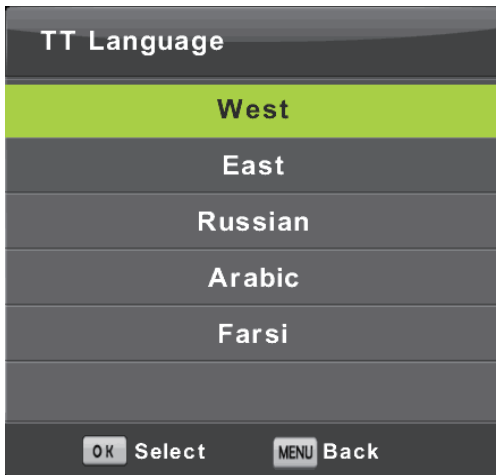 TT Language
West
East
Russian
Arabic
Farsi
OK Select MENU Back